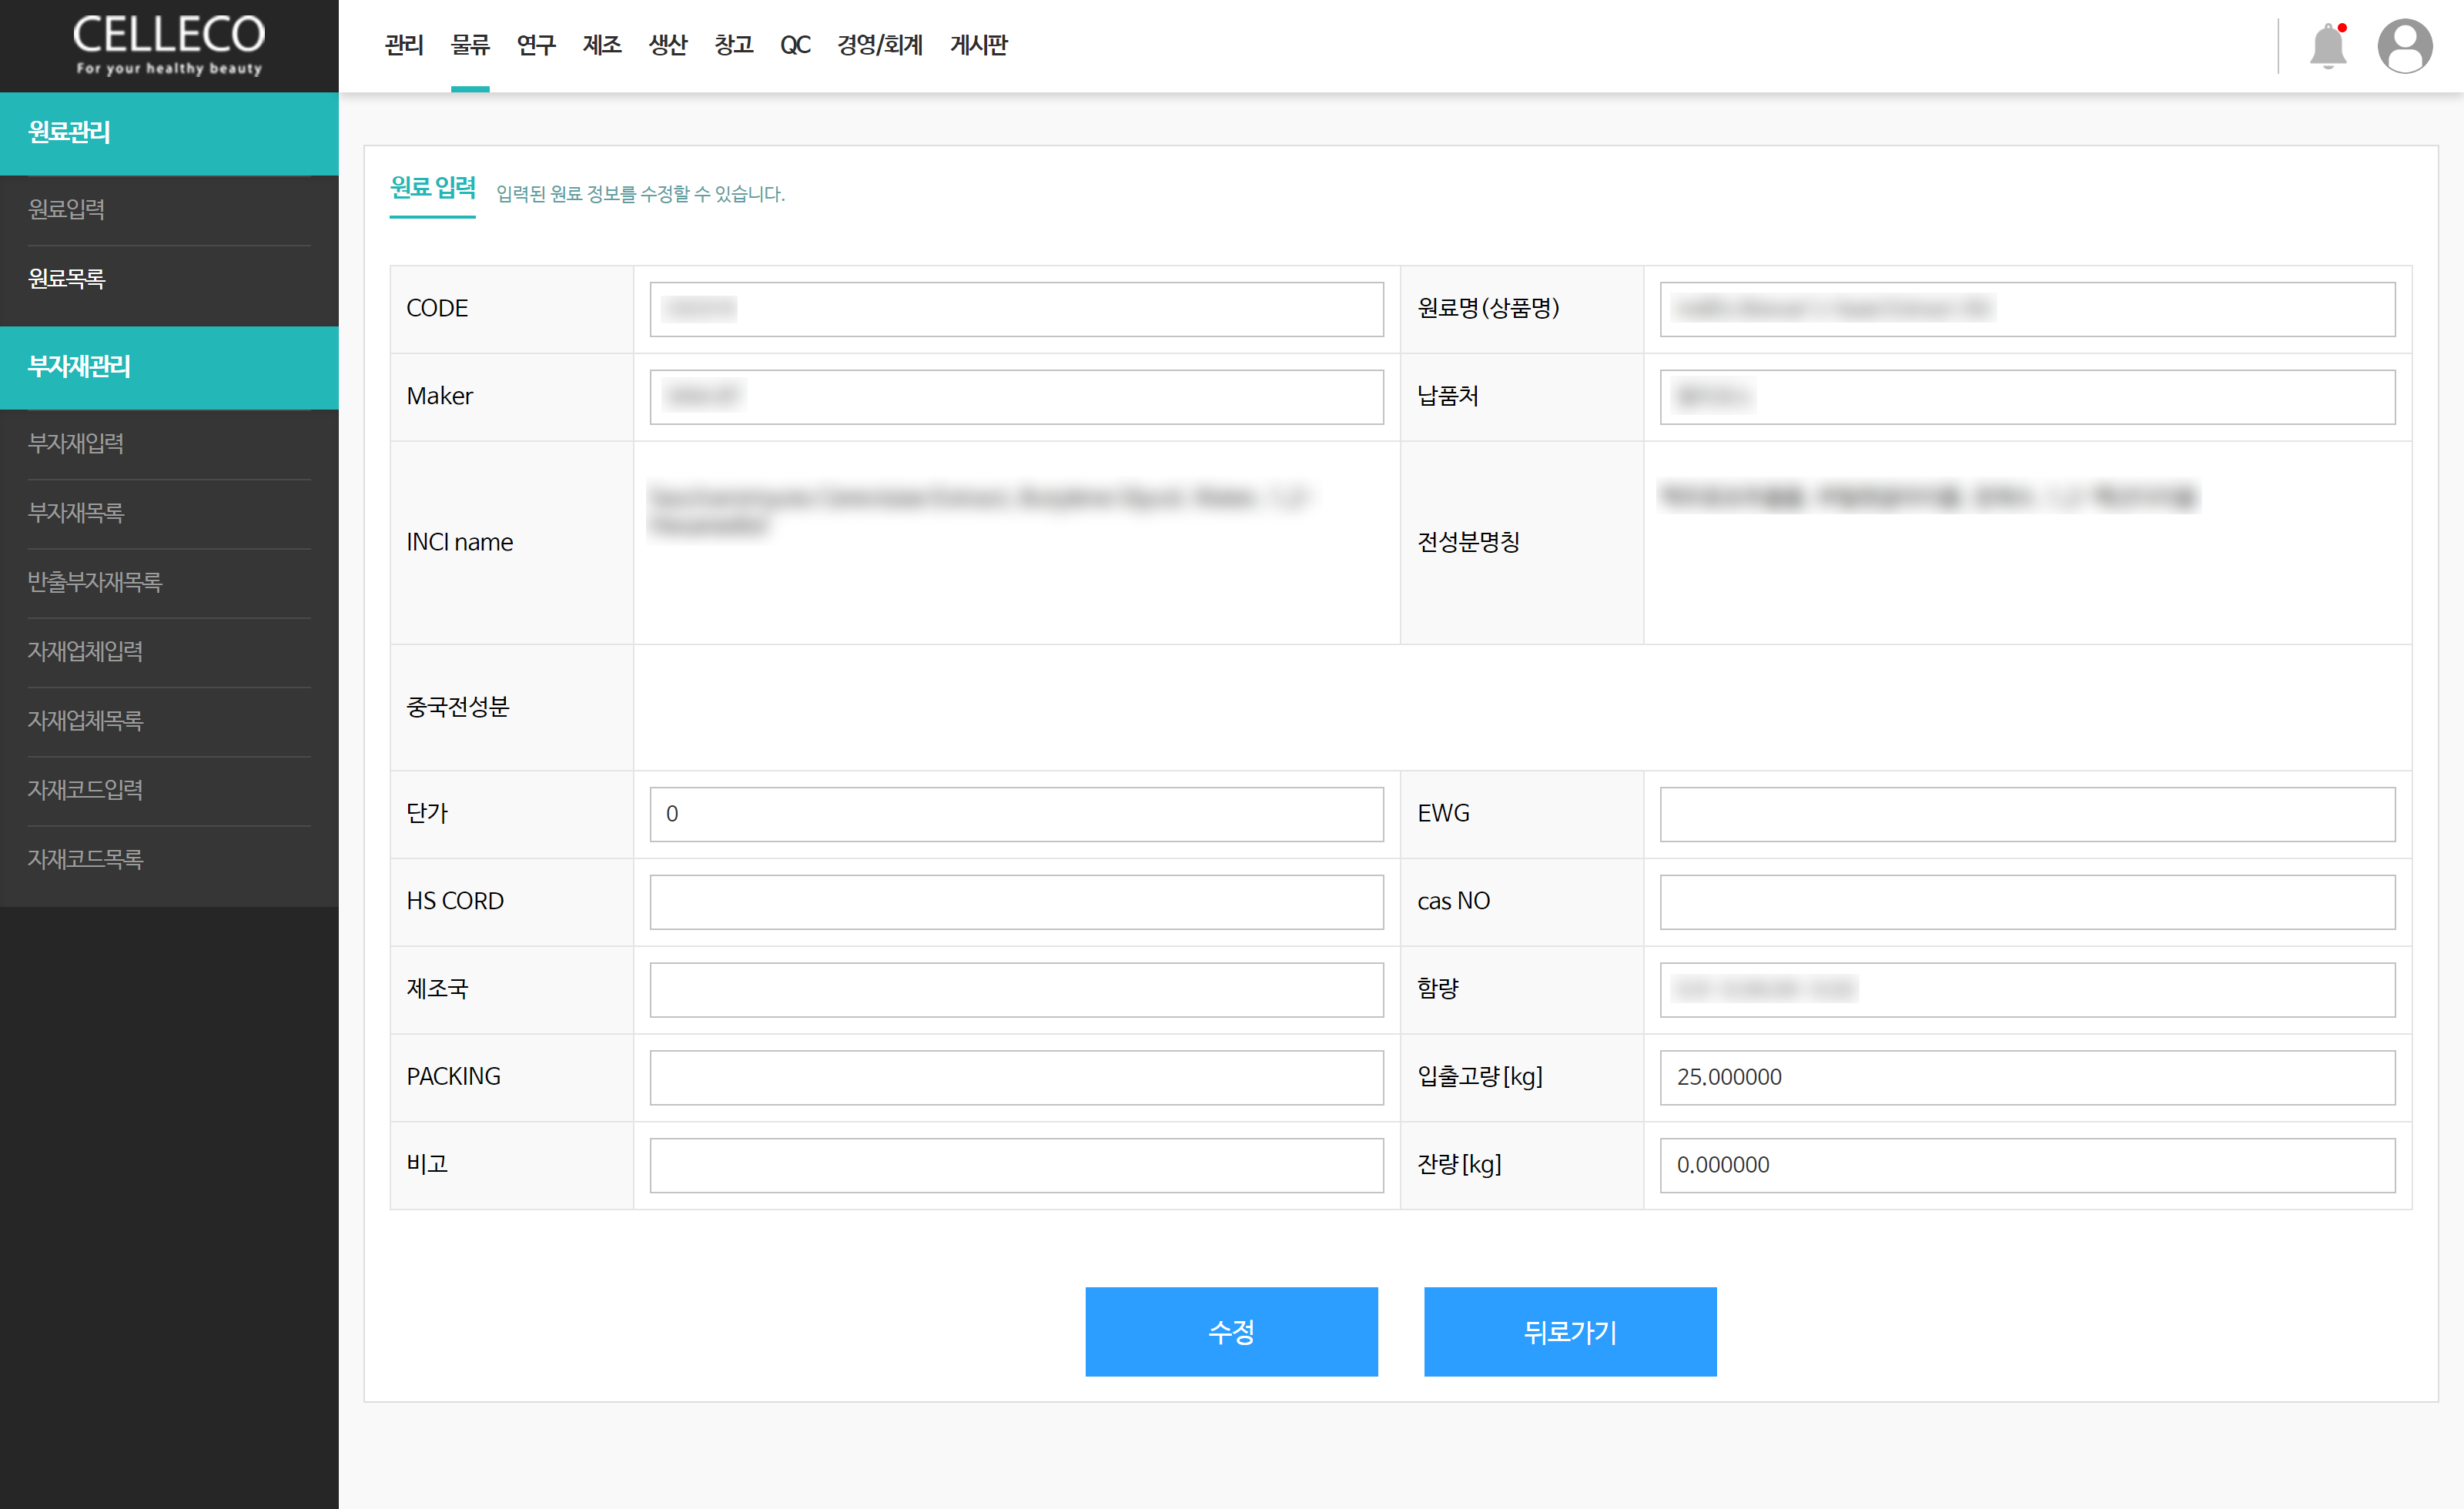 CELLECO
For your healthy beauty
관리 물류 연구 제조 생산 창고 QC 경영/회계 게시판
원료관리
원료입력
원료목록
부자재관리
부자재입력
부자재목록
반출부자재목록
자재업체입력
자재업체목록
자재코드입력
자재코드목록
원료 입력 입력된 원료 정보를 수정할 수 있습니다.
CODE 원료명(상품명)
Maker 납품처
INCI name 전성분명칭
중국전성분
단가 0 EWG
HS CORD cas NO
제조국 함량
PACKING 입출고량[kg] 25.000000
비고 잔량[kg] 0.000000
수정 뒤로가기